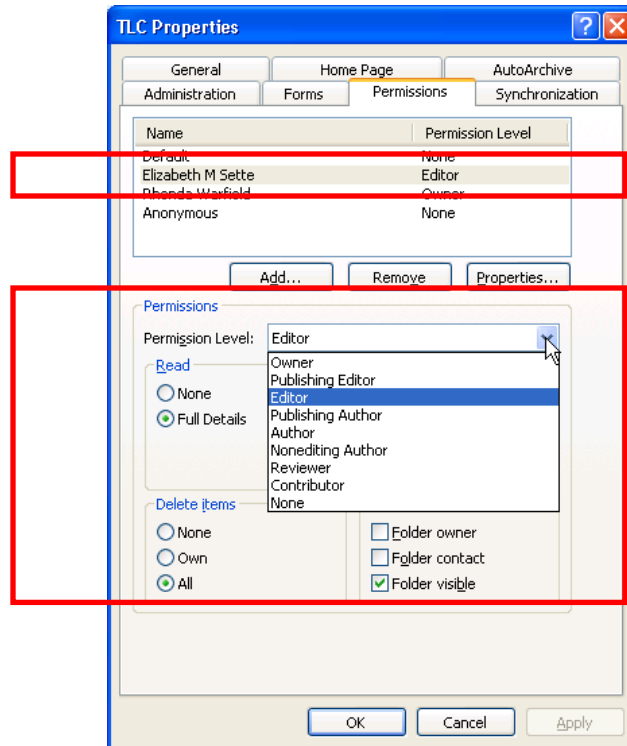 TLC Properties
General Home Page AutoArchive
Administration Forms Permissions Synchronization
Name Permission Level
Default None
Elizabeth M Sette Editor
Rhonda Warfield Owner
Anonymous None
Add... Remove Properties...
Permissions
Permission Level: Editor
Owner
Publishing Editor
Editor
Publishing Author
Author
Nonediting Author
Reviewer
Contributor
None
Read
None
Full Details
Delete items
None
Own
All
Folder owner
Folder contact
Folder visible
OK Cancel Apply